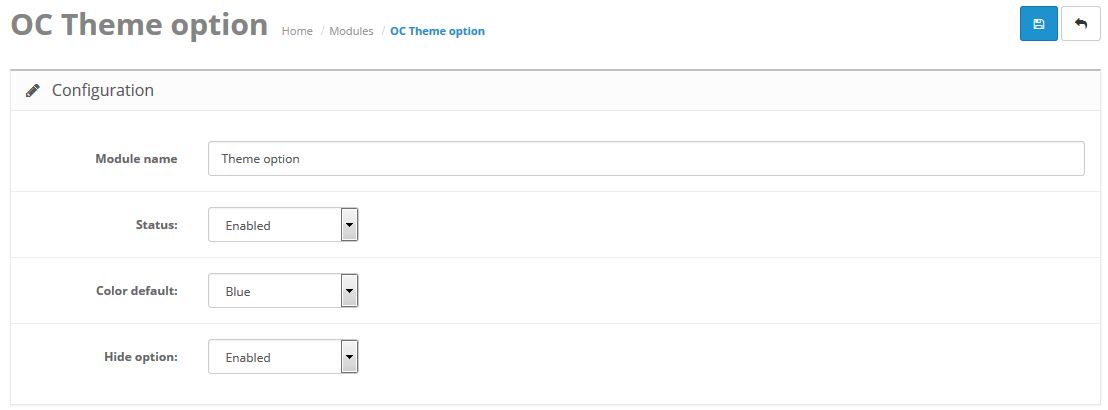 OC Theme option Home / Modules / OC Theme option
Configuration
Module name Theme option
Status: Enabled
Color default: Blue
Hide option: Enabled